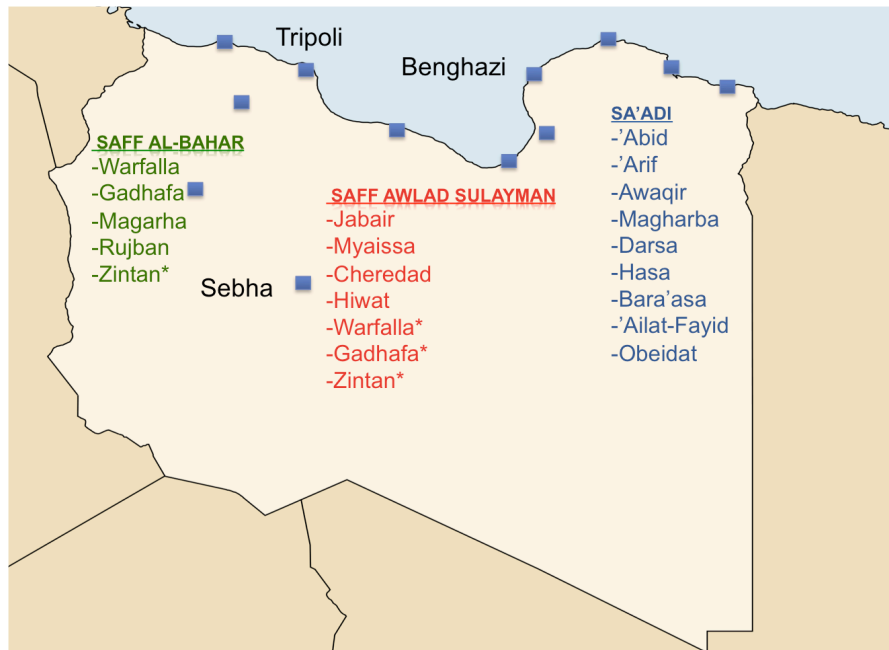 Tripoli
Benghazi
SAFF AL-BAHAR
-Warfalla
-Gadhafa
-Magarha
-Rujban
-Zintan*
Sebha
SAFF AWLAD SULAYMAN
-Jabair
-Myaissa
-Cheredad
-Hiwat
-Warfalla*
-Gadhafa*
-Zintan*
SA’ADI
-’Abid
-’Arif
-Awaqir
-Magharba
-Darsa
-Hasa
-Bara’asa
-’Ailat-Fayid
-Obeidat